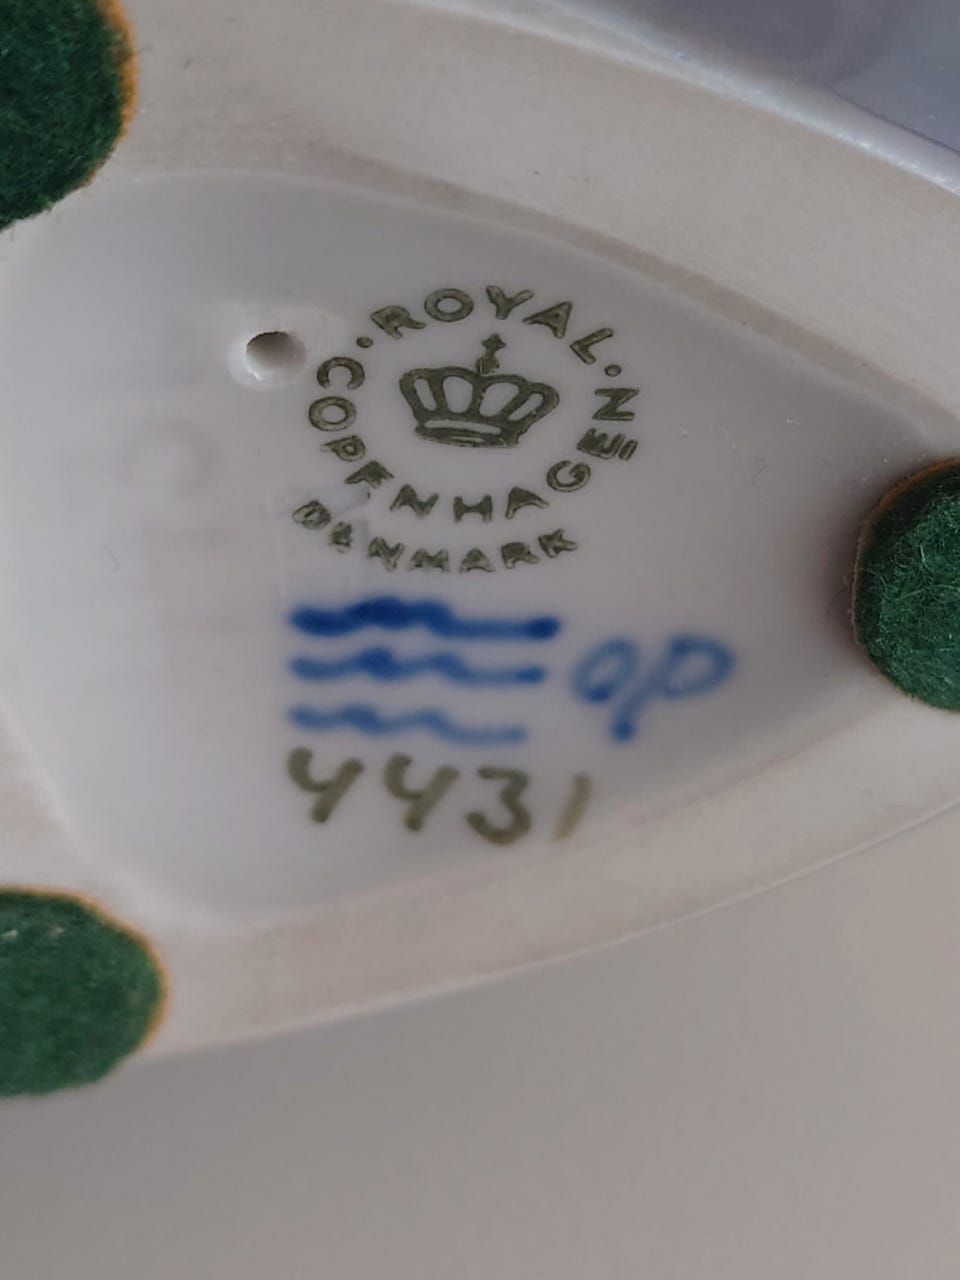 · ROYAL ·
COPENHAGEN
DENMARK
4431